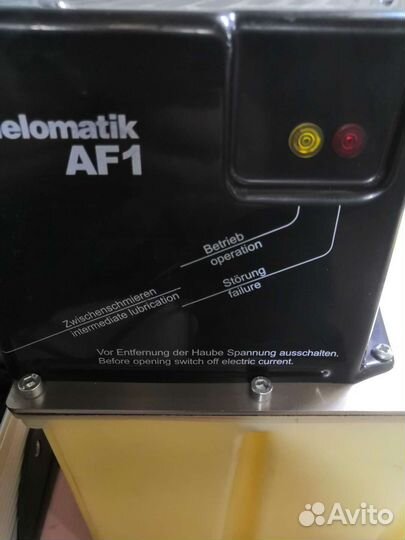 elomatik
AF1
Betrieb
operation
Störung
failure
Zwischenschmieren
intermediate lubrication
Vor Entfernung der Haube Spannung ausschalten.
Before opening switch off electric current.
Avito